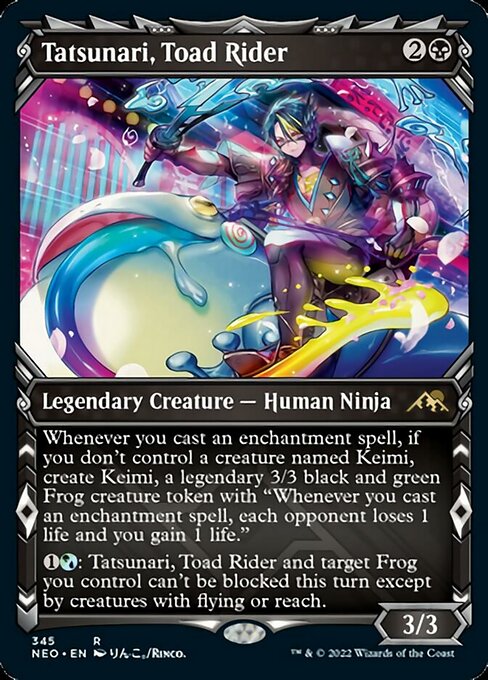 Tatsunari, Toad Rider 2
Legendary Creature — Human Ninja
Whenever you cast an enchantment spell, if
you don't control a creature named Keimi,
create Keimi, a legendary 3/3 black and green
Frog creature token with “Whenever you cast
an enchantment spell, each opponent loses 1
life and you gain 1 life.”
1: Tatsunari, Toad Rider and target Frog
you control can't be blocked this turn except
by creatures with flying or reach.
3/3
345 R
NEO • EN りんこ。/Rinco.
™ & © 2022 Wizards of the Coast